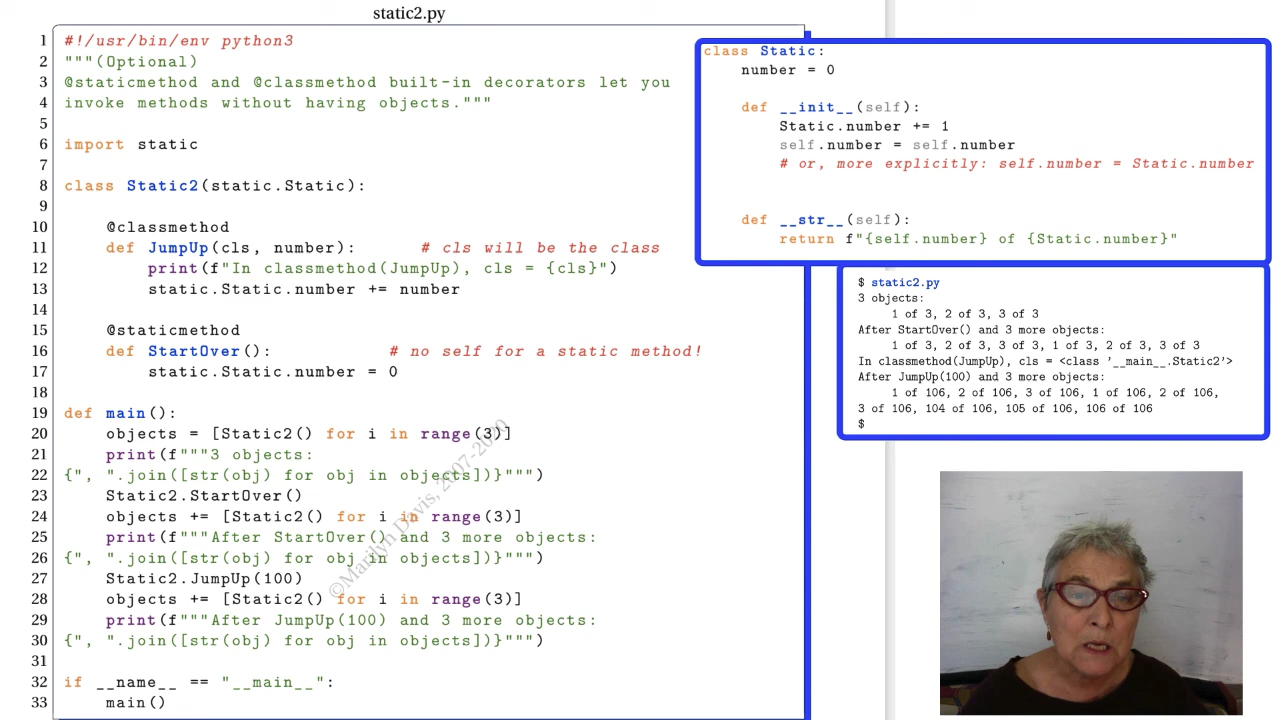 static2.py
1 #!/usr/bin/env python3
2 """(Optional)
3 @staticmethod and @classmethod built-in decorators let you
4 invoke methods without having objects."""
5
6 import static
7
8 class Static2(static.Static):
9
10     @classmethod
11     def JumpUp(cls, number):      # cls will be the class
12         print(f"In classmethod(JumpUp), cls = {cls}")
13         static.Static.number += number
14
15     @staticmethod
16     def StartOver():         # no self for a static method!
17         static.Static.number = 0
18
19 def main():
20     objects = [Static2() for i in range(3)]
21     print(f"""3 objects:
22 {", ".join([str(obj) for obj in objects])}""")
23     Static2.StartOver()
24     objects += [Static2() for i in range(3)]
25     print(f"""After StartOver() and 3 more objects:
26 {", ".join([str(obj) for obj in objects])}""")
27     Static2.JumpUp(100)
28     objects += [Static2() for i in range(3)]
29     print(f"""After JumpUp(100) and 3 more objects:
30 {", ".join([str(obj) for obj in objects])}""")
31
32 if __name__ == "__main__":
33     main()
©Marilyn Davis, 2007-2020
class Static:
    number = 0

    def __init__(self):
        Static.number += 1
        self.number = self.number
        # or, more explicitly: self.number = Static.number

    def __str__(self):
        return f"{self.number} of {Static.number}"
$ static2.py
3 objects:
    1 of 3, 2 of 3, 3 of 3
After StartOver() and 3 more objects:
    1 of 3, 2 of 3, 3 of 3, 1 of 3, 2 of 3, 3 of 3
In classmethod(JumpUp), cls = <class '__main__.Static2'>
After JumpUp(100) and 3 more objects:
    1 of 106, 2 of 106, 3 of 106, 1 of 106, 2 of 106,
3 of 106, 104 of 106, 105 of 106, 106 of 106
$